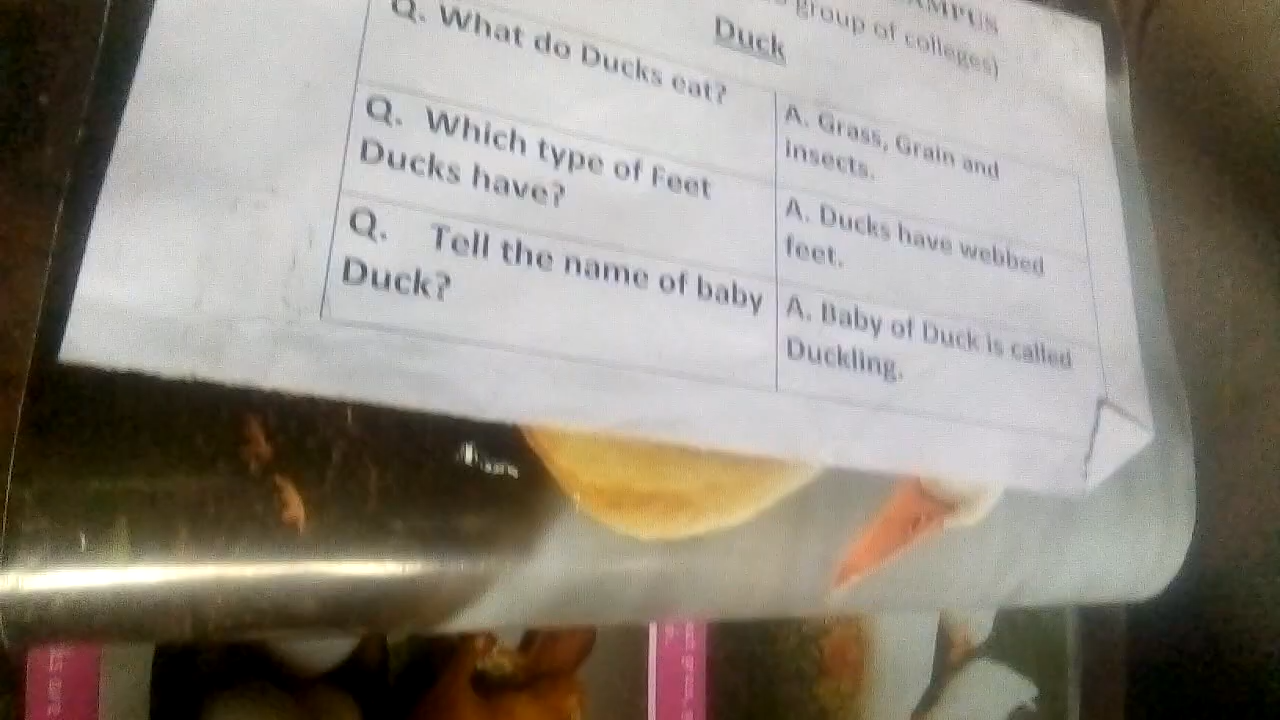 MPUS
group of colleges)
Duck
Q. What do Ducks eat?
A. Grass, Grain and
insects.
Q. Which type of Feet
Ducks have?
A. Ducks have webbed
feet.
Q. Tell the name of baby
Duck?
A. Baby of Duck is called
Duckling.